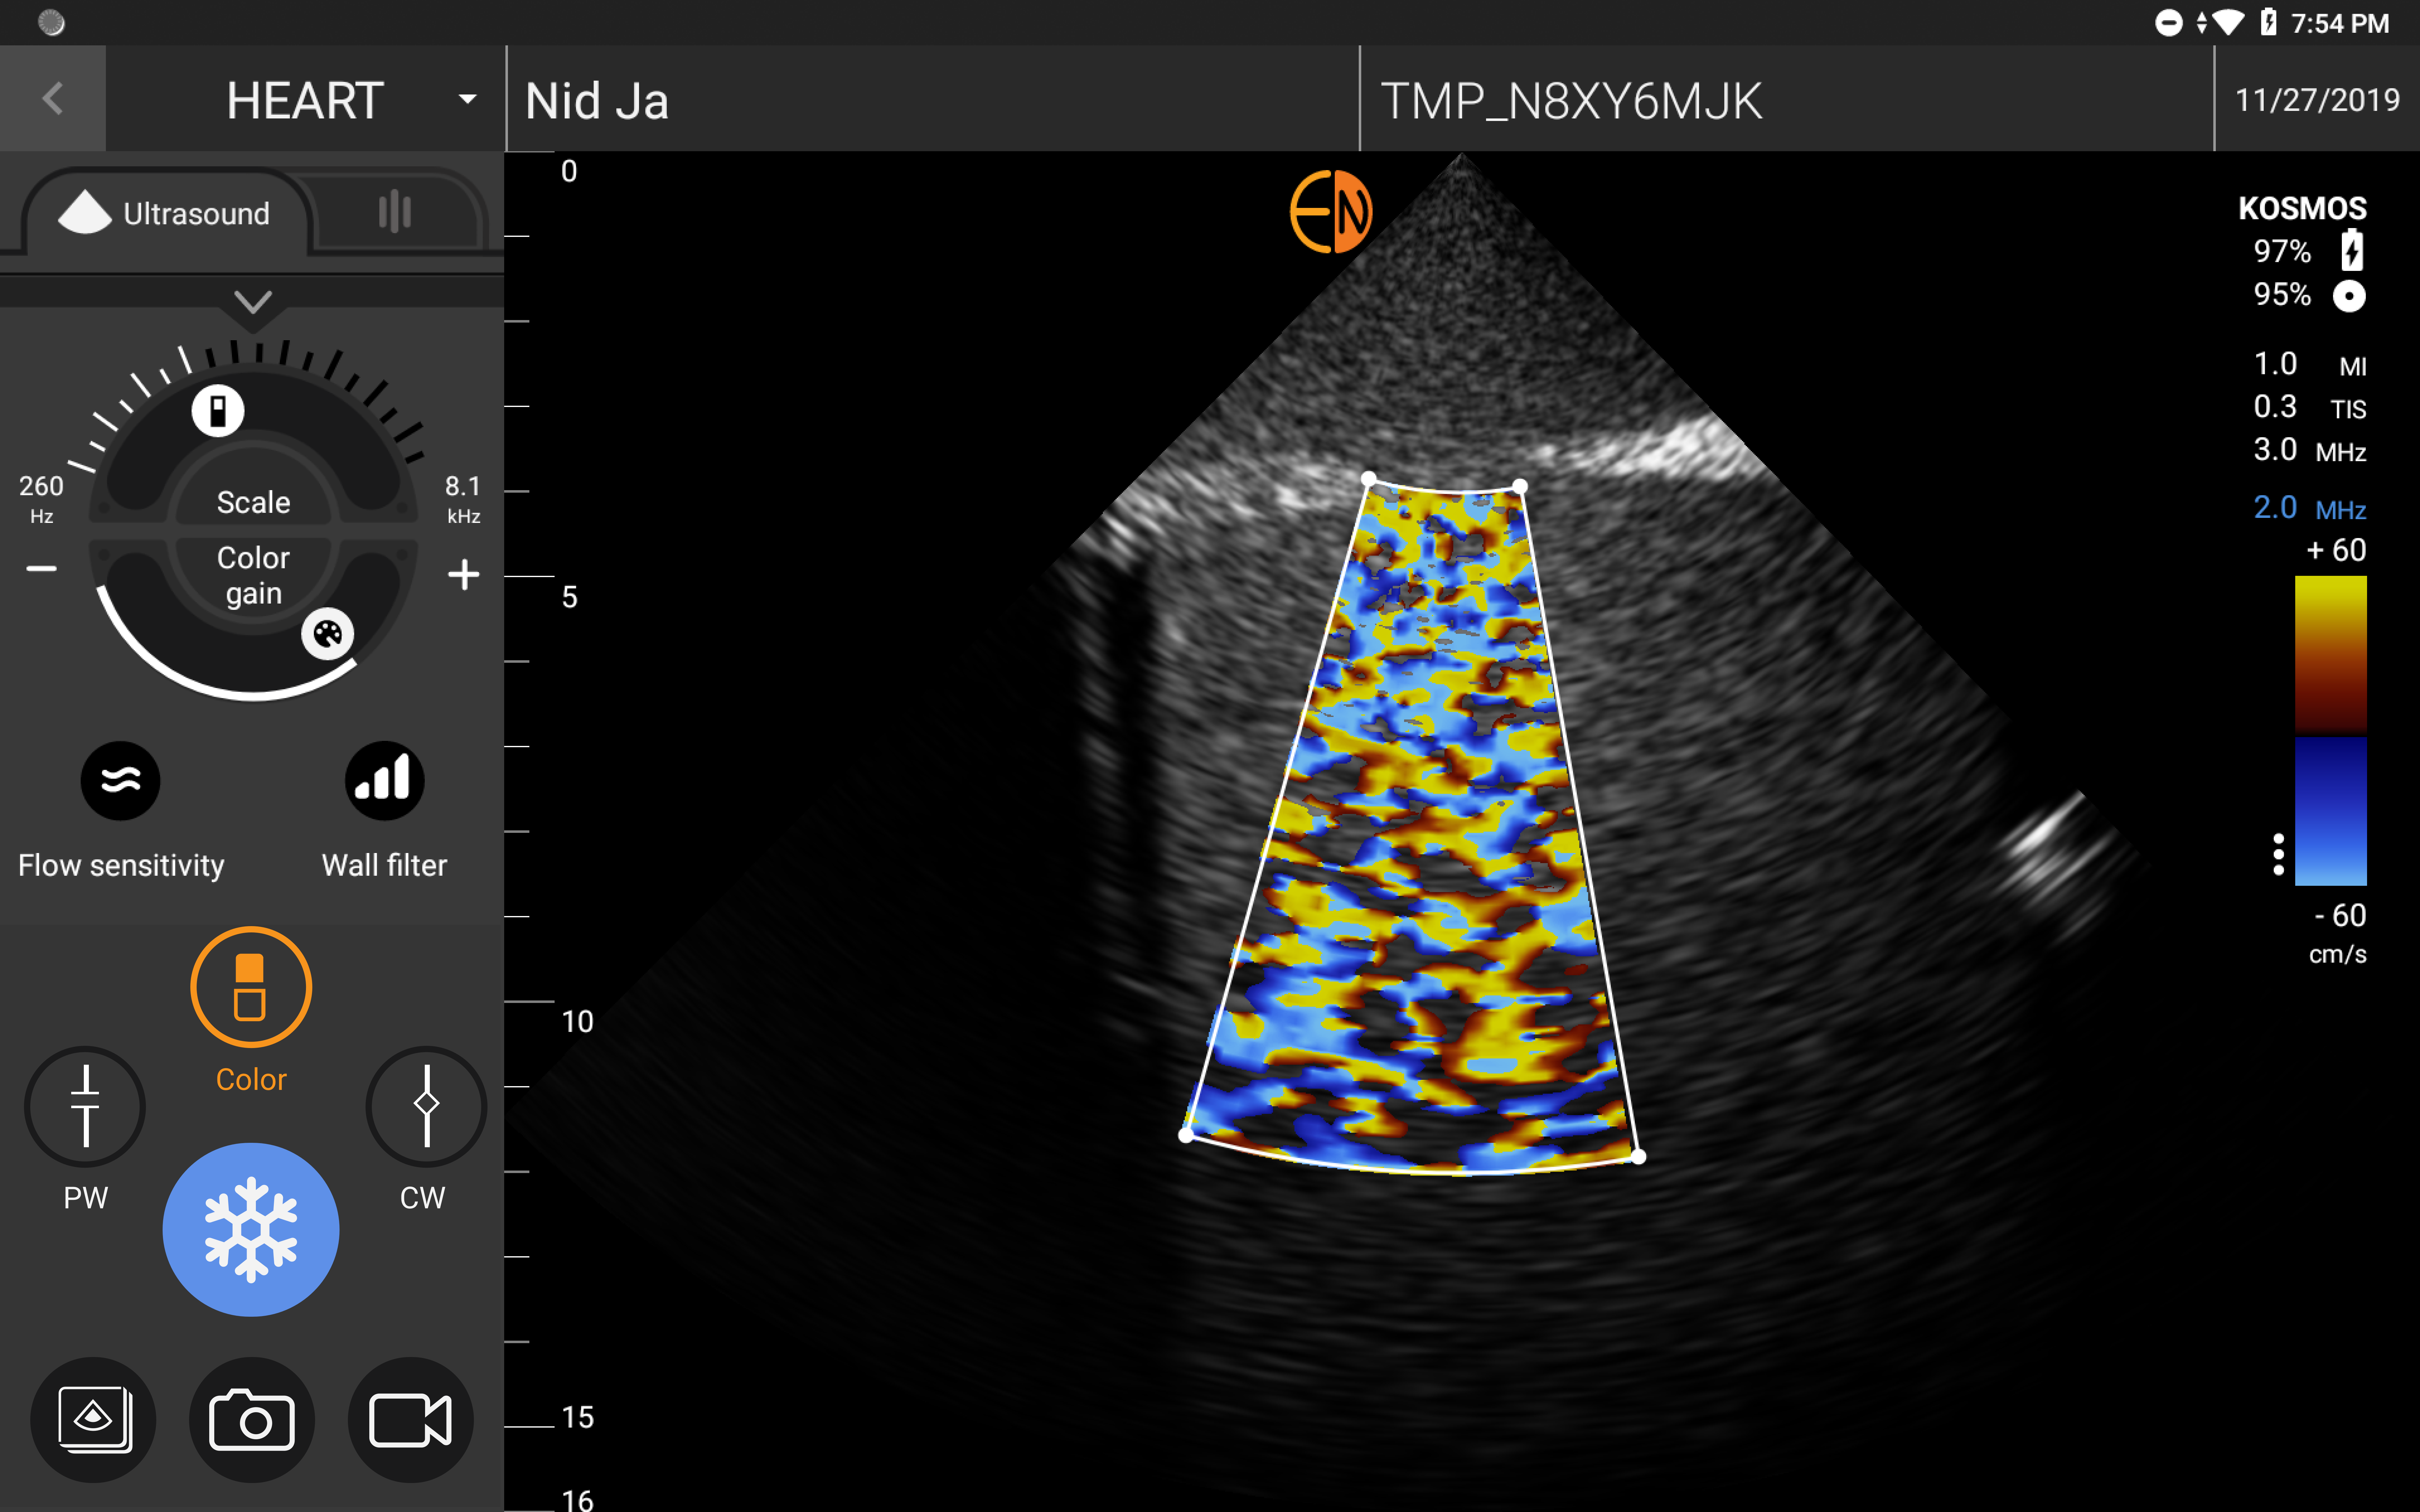 7:54 PM
HEART
Nid Ja
TMP_N8XY6MJK
11/27/2019
Ultrasound
260
Hz
Scale
8.1
kHz
Color
gain
Flow sensitivity
Wall filter
Color
PW
CW
0
5
10
15
16
EN
KOSMOS
97%
95%
1.0 MI
0.3 TIS
3.0 MHz
2.0 MHz
+ 60
- 60
cm/s